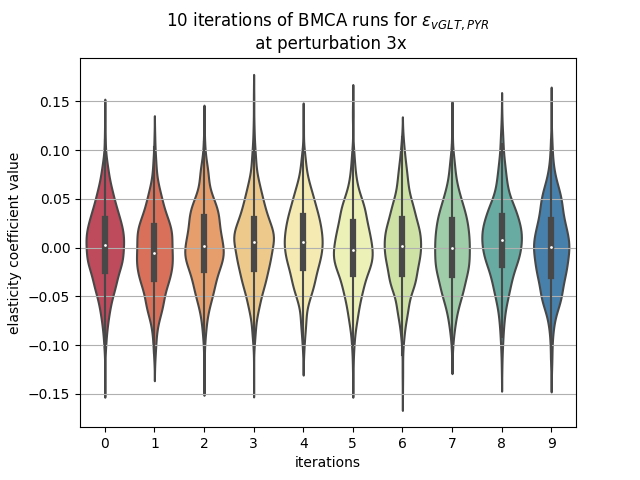 10 iterations of BMCA runs for ε_{vGLT,PYR}
at perturbation 3x
0.15
0.10
0.05
0.00
−0.05
−0.10
−0.15
elasticity coefficient value
0 1 2 3 4 5 6 7 8 9
iterations